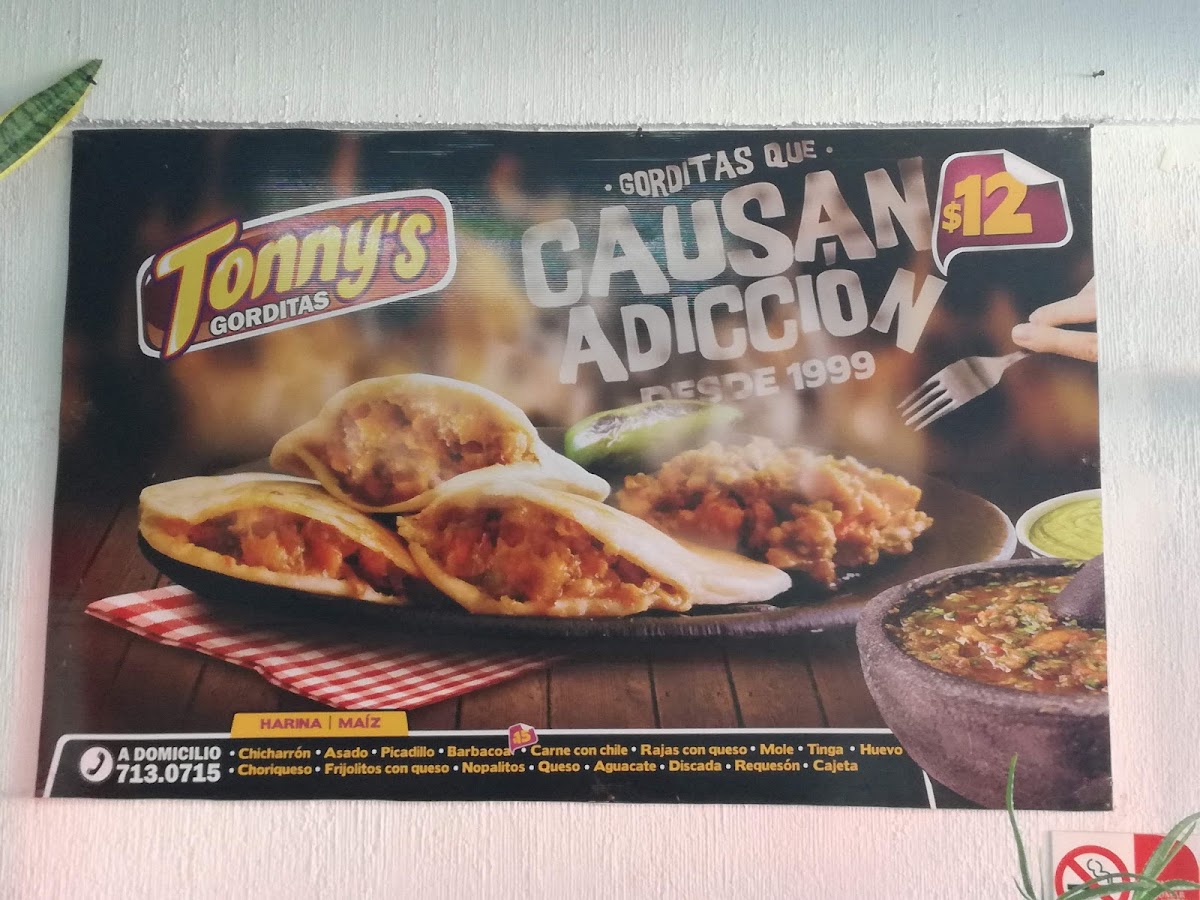 Tonny's
GORDITAS
• GORDITAS QUE •
CAUSAN
ADICCIÓN
DESDE 1999
$12
HARINA | MAÍZ
A DOMICILIO
713.0715
• Chicharrón • Asado • Picadillo • Barbacoa • Carne con chile • Rajas con queso • Mole • Tinga • Huevo
• Choriqueso • Frijolitos con queso • Nopalitos • Queso • Aguacate • Discada • Requesón • Cajeta